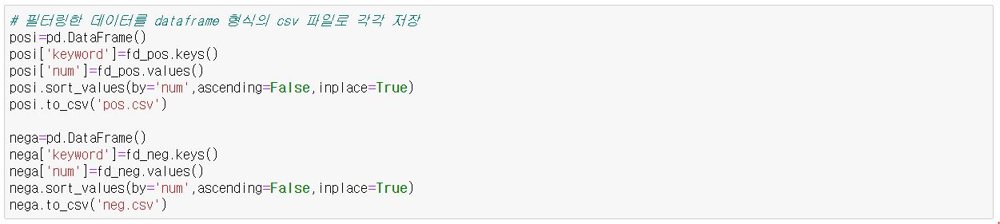 # 필터링한 데이터를 dataframe 형식의 csv 파일로 각각 저장
posi=pd.DataFrame()
posi['keyword']=fd_pos.keys()
posi['num']=fd_pos.values()
posi.sort_values(by='num',ascending=False,inplace=True)
posi.to_csv('pos.csv')

nega=pd.DataFrame()
nega['keyword']=fd_neg.keys()
nega['num']=fd_neg.values()
nega.sort_values(by='num',ascending=False,inplace=True)
nega.to_csv('neg.csv')